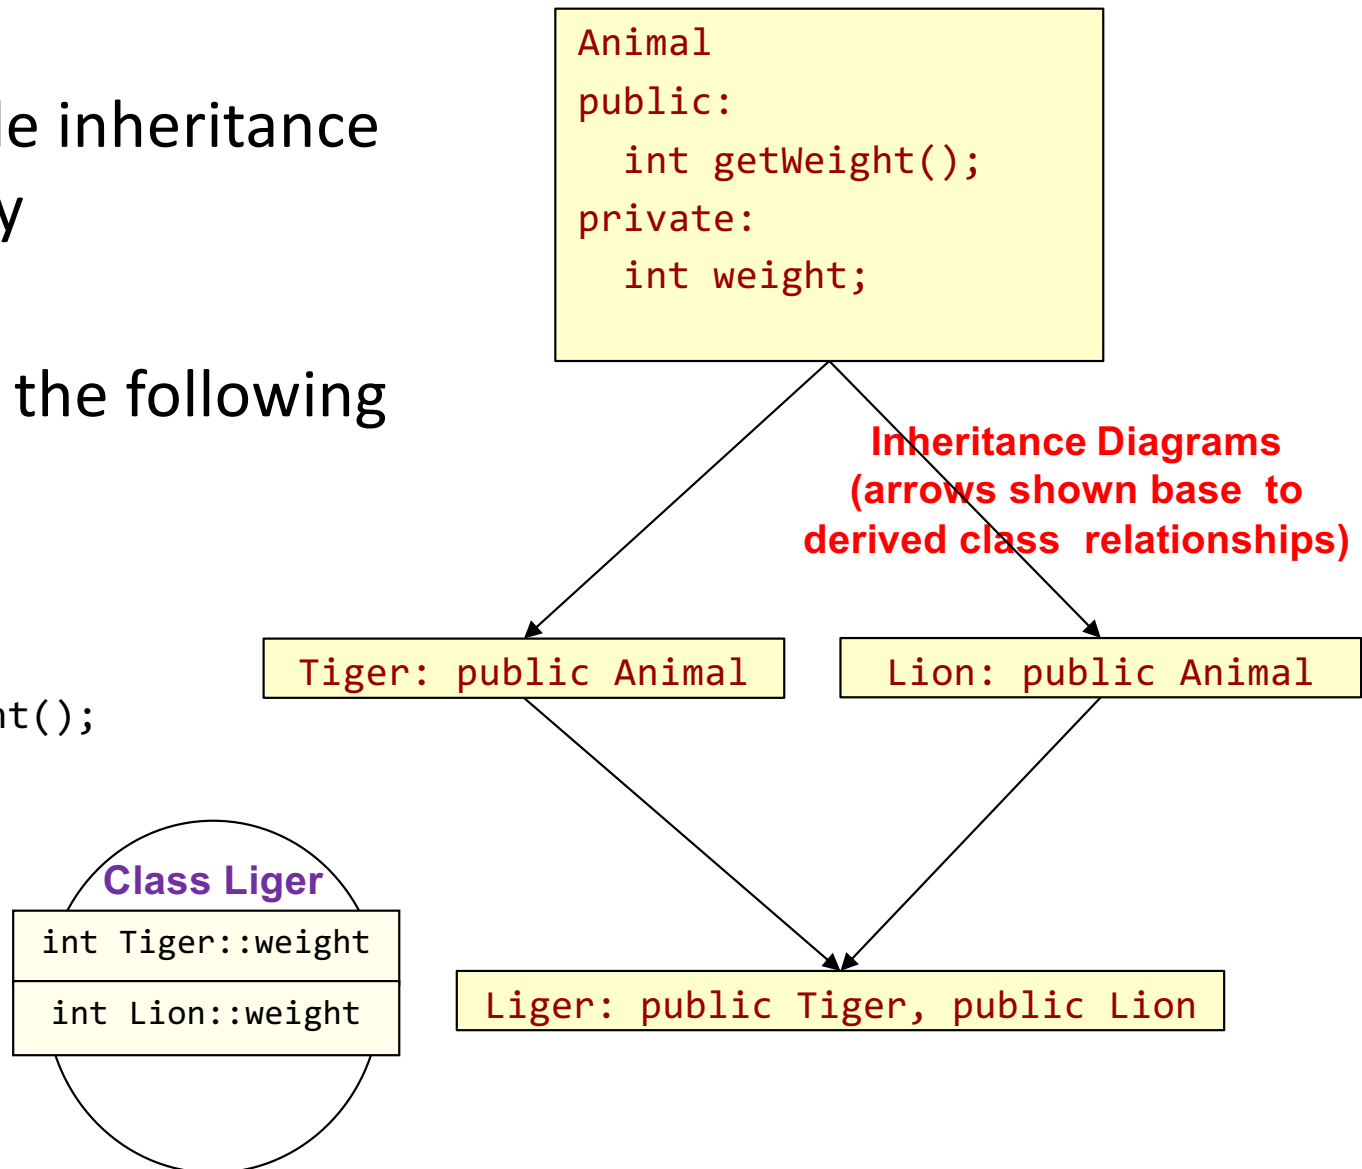 le inheritance
y
the following
nt();
Animal
public:
int getWeight();
private:
int weight;
Inheritance Diagrams
(arrows shown base to
derived class relationships)
Tiger: public Animal
Lion: public Animal
Class Liger
int Tiger::weight
int Lion::weight
Liger: public Tiger, public Lion